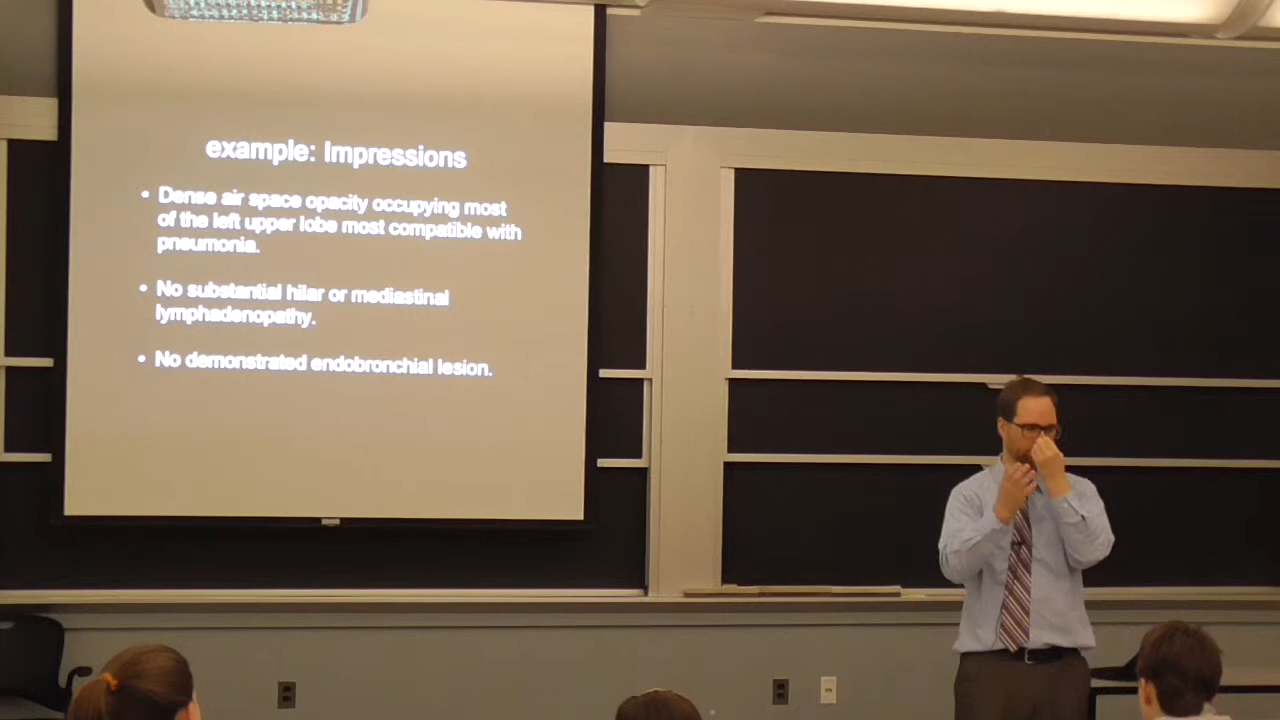 example: Impressions
• Dense air space opacity occupying most
of the left upper lobe most compatible with
pneumonia.
• No substantial hilar or mediastinal
lymphadenopathy.
• No demonstrated endobronchial lesion.